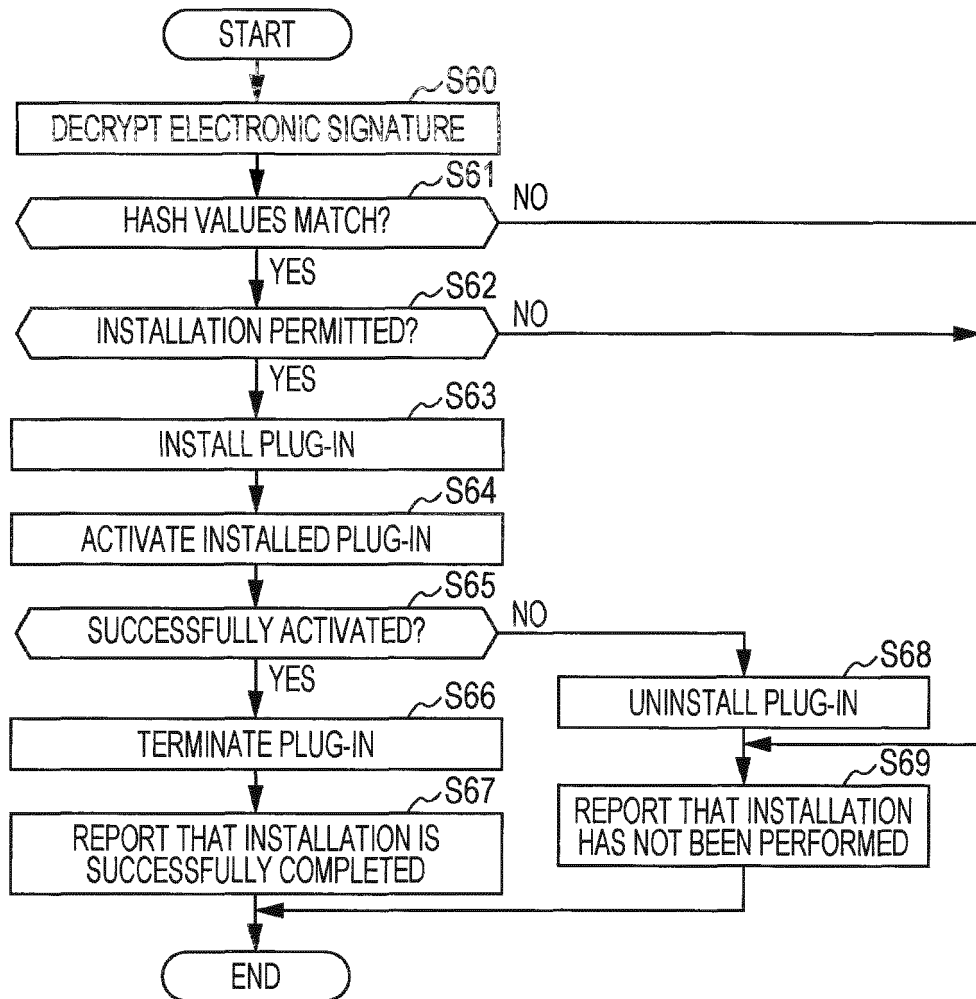 START
S60
DECRYPT ELECTRONIC SIGNATURE
S61
HASH VALUES MATCH?
NO
YES
S62
INSTALLATION PERMITTED?
NO
YES
S63
INSTALL PLUG-IN
S64
ACTIVATE INSTALLED PLUG-IN
S65
SUCCESSFULLY ACTIVATED?
NO
YES
S68
UNINSTALL PLUG-IN
S66
TERMINATE PLUG-IN
S69
REPORT THAT INSTALLATION
HAS NOT BEEN PERFORMED
S67
REPORT THAT INSTALLATION IS
SUCCESSFULLY COMPLETED
END